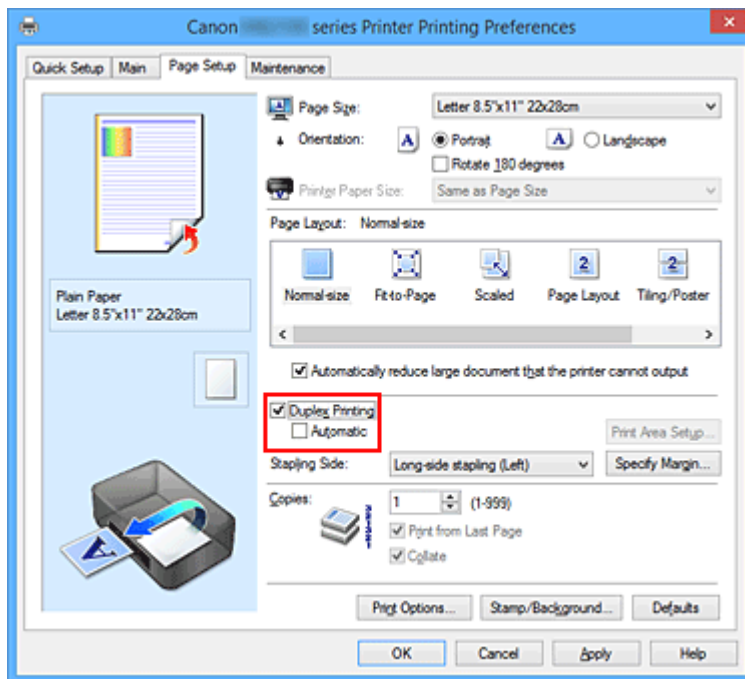 Canon series Printer Printing Preferences
Quick Setup Main Page Setup Maintenance
Page Size: Letter 8.5"x11" 22x28cm
Orientation: A Portrait A Landscape
Rotate 180 degrees
Printer Paper Size: Same as Page Size
Page Layout: Normal-size
2 2
Normal-size Fit-to-Page Scaled Page Layout Tiling/Poster
Plain Paper
Letter 8.5"x11" 22x28cm
Automatically reduce large document that the printer cannot output
Duplex Printing
Automatic
Print Area Setup...
Stapling Side: Long-side stapling (Left) Specify Margin...
Copies: 1 (1-999)
Print from Last Page
Collate
A
Print Options... Stamp/Background... Defaults
OK Cancel Apply Help